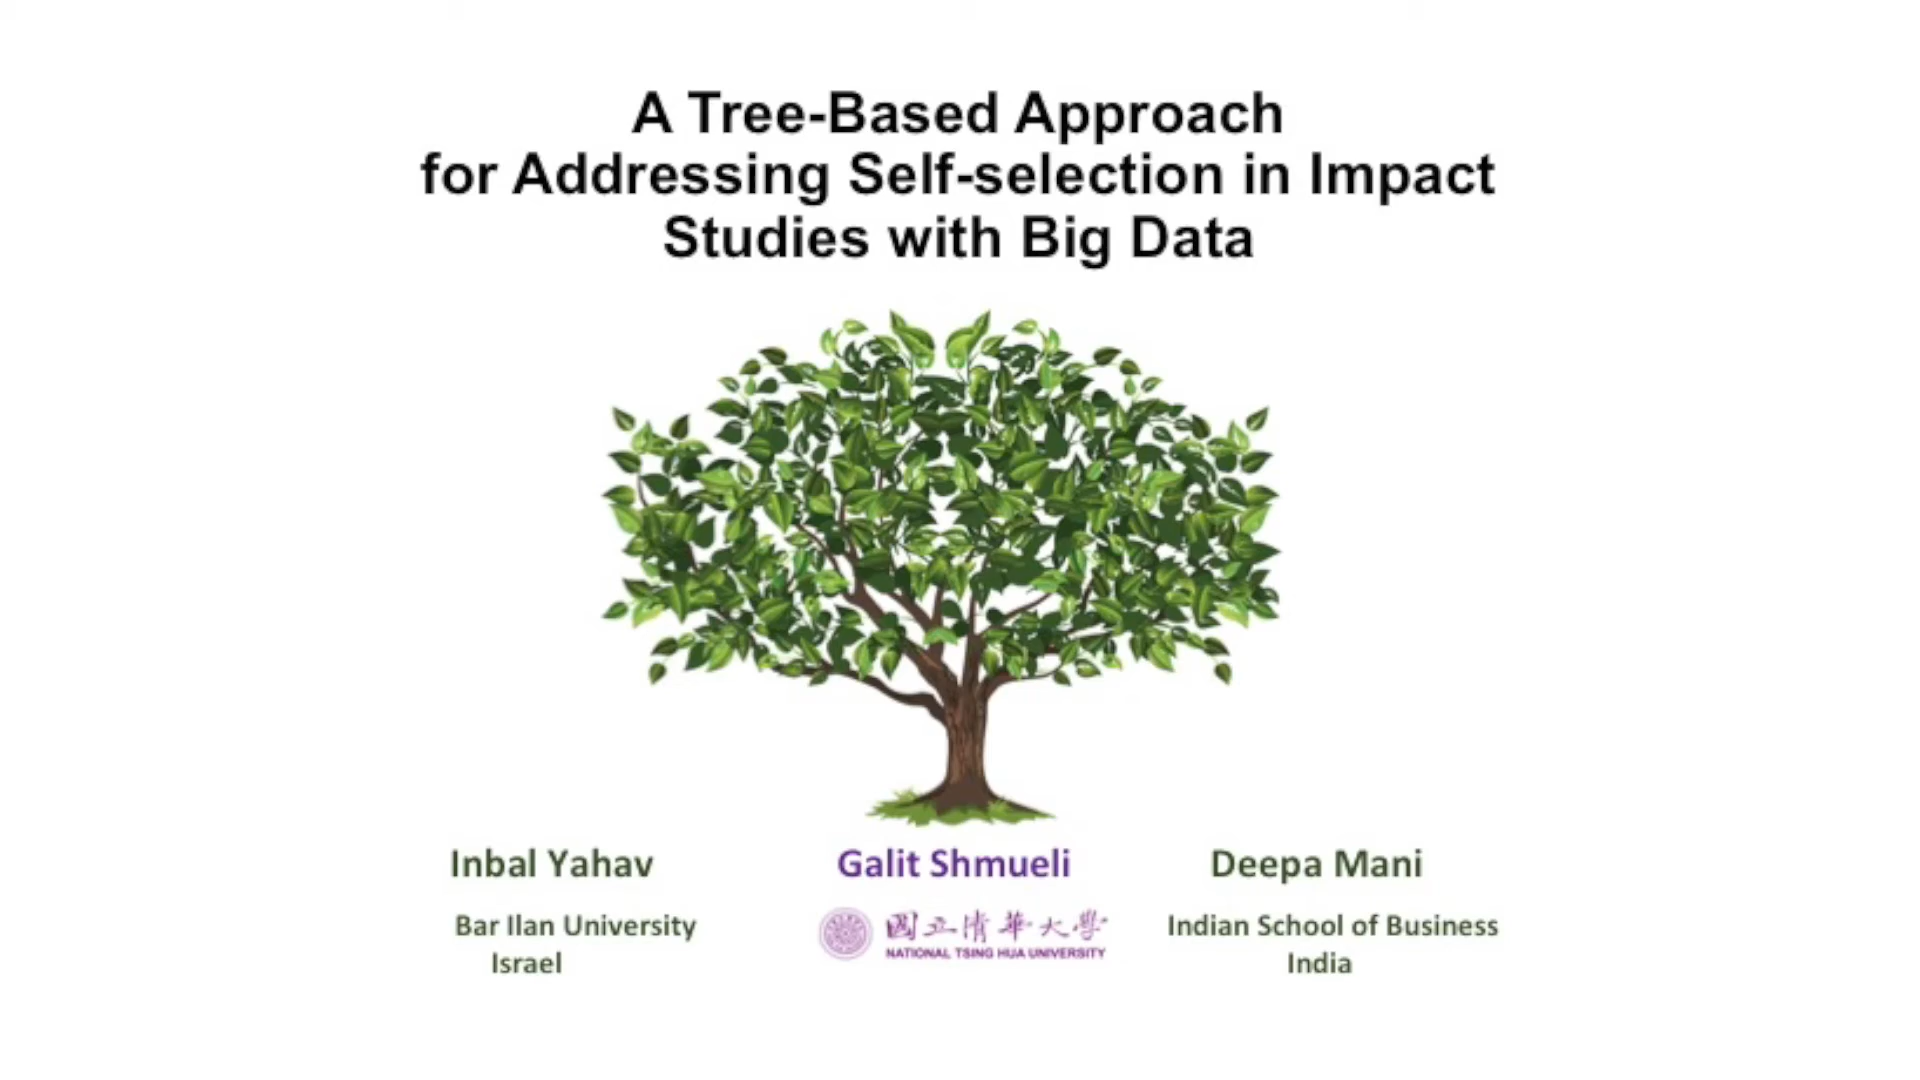 A Tree-Based Approach
for Addressing Self-selection in Impact
Studies with Big Data
Inbal Yahav
Galit Shmueli
Deepa Mani
Bar Ilan University
Israel
國立清華大學
NATIONAL TSING HUA UNIVERSITY
Indian School of Business
India